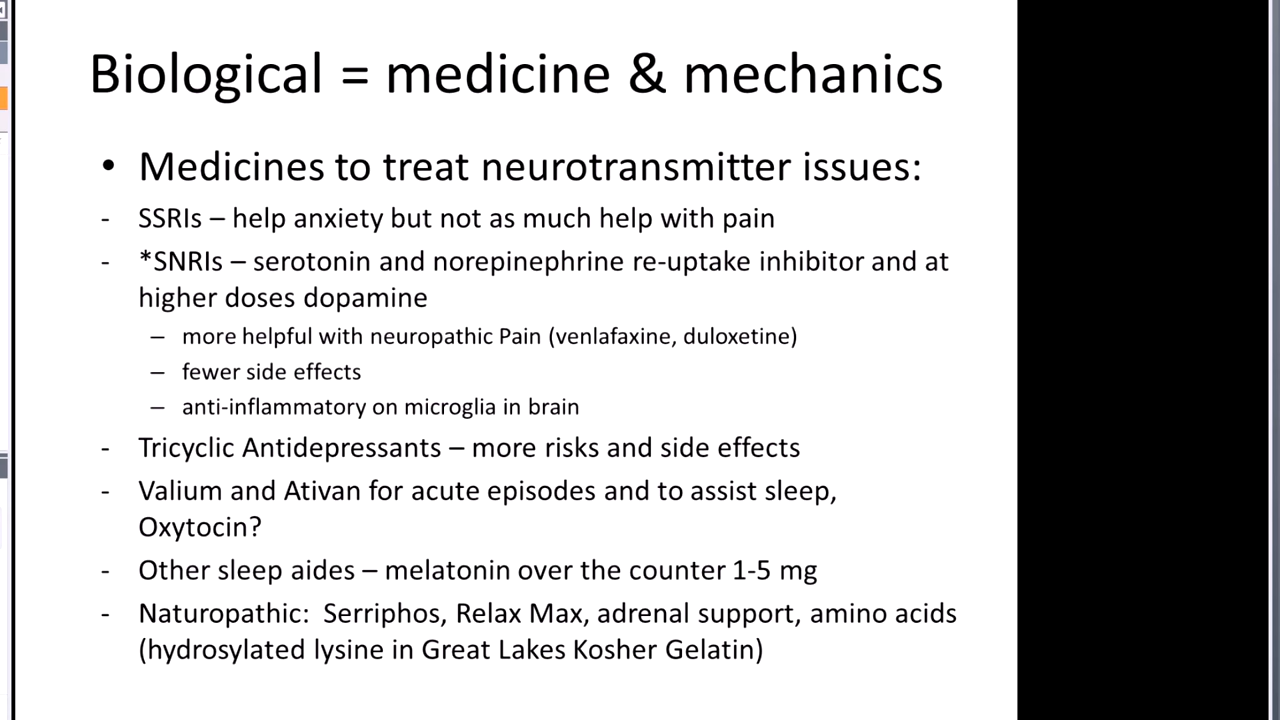 Biological = medicine & mechanics
• Medicines to treat neurotransmitter issues:
- SSRIs – help anxiety but not as much help with pain
- *SNRIs – serotonin and norepinephrine re-uptake inhibitor and at
higher doses dopamine
– more helpful with neuropathic Pain (venlafaxine, duloxetine)
– fewer side effects
– anti-inflammatory on microglia in brain
- Tricyclic Antidepressants – more risks and side effects
- Valium and Ativan for acute episodes and to assist sleep,
Oxytocin?
- Other sleep aides – melatonin over the counter 1-5 mg
- Naturopathic:  Serriphos, Relax Max, adrenal support, amino acids
(hydrosylated lysine in Great Lakes Kosher Gelatin)